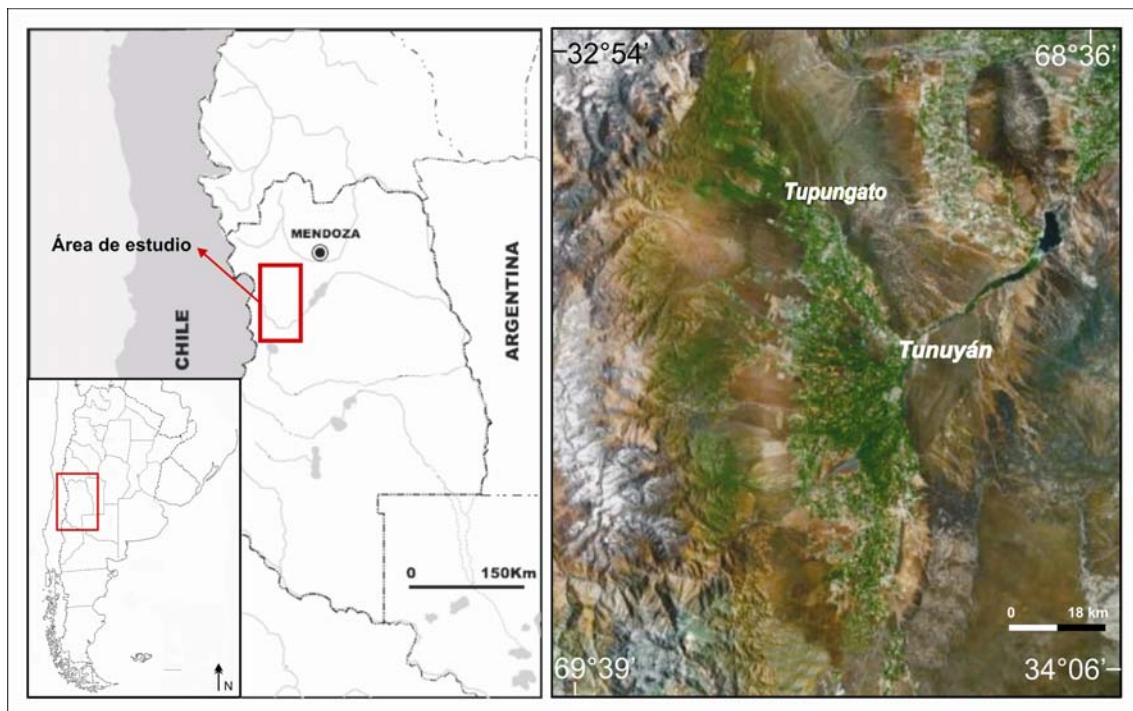 Área de estudio
MENDOZA
CHILE
ARGENTINA
0 150Km
N
32°54’
68°36’
Tupungato
Tunuyán
0 18 km
69°39’
34°06’